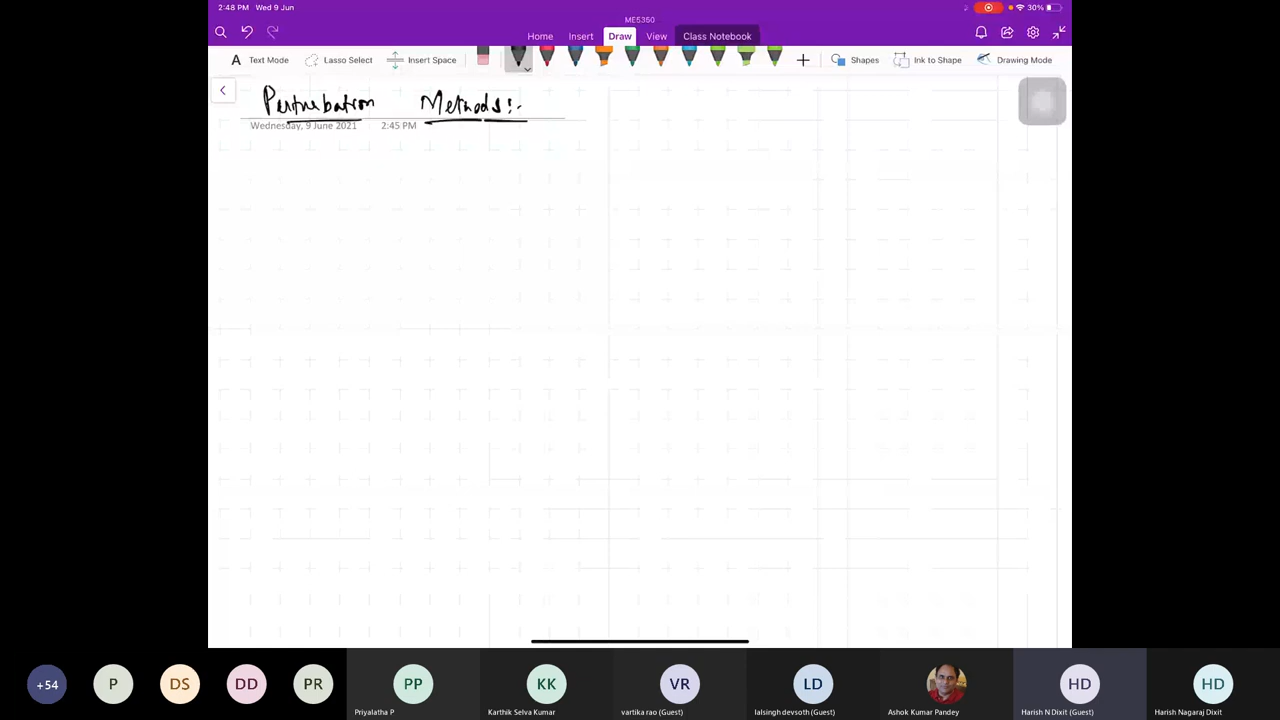 2:48 PM Wed 9 Jun 30%
ME5350
Home Insert Draw View Class Notebook
A Text Mode Lasso Select Insert Space Shapes Ink to Shape Drawing Mode
Perturbation Methods:-
Wednesday, 9 June 2021 2:45 PM
+54 P DS DD PR PP KK VR LD HD HD
Priyalatha P Karthik Selva Kumar vartika rao (Guest) lalsingh devsoth (Guest) Ashok Kumar Pandey Harish N Dixit (Guest) Harish Nagaraj Dixit